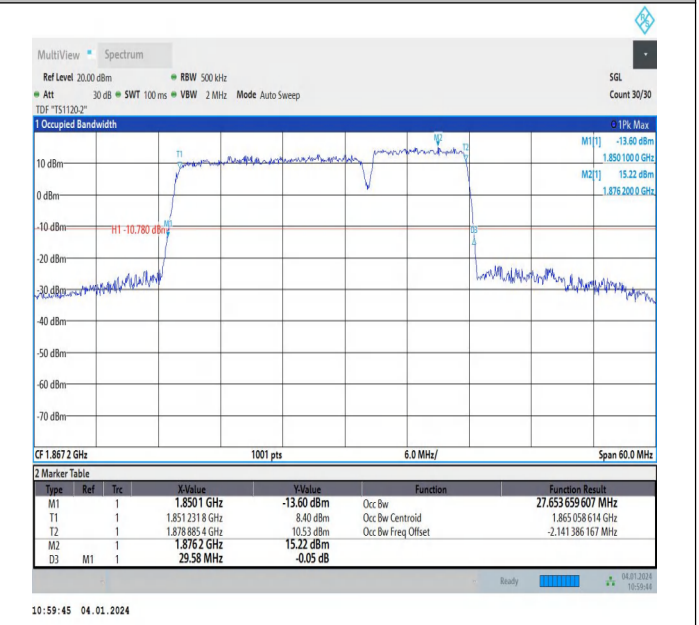 MultiView Spectrum
Ref Level 20.00 dBm RBW 500 kHz SGL
Att 30 dB SWT 100 ms VBW 2 MHz Mode Auto Sweep Count 30/30
TDF "TS1120-2"
1 Occupied Bandwidth 1Pk Max
M1[1] -13.60 dBm
1.850 100 0 GHz
M2[1] 15.22 dBm
1.876 200 0 GHz
M2
T1
T2
10 dBm
0 dBm
-10 dBm
H1 -10.780 dBm
M1
D3
-20 dBm
-30 dBm
-40 dBm
-50 dBm
-60 dBm
-70 dBm
CF 1.867 2 GHz 1001 pts 6.0 MHz/ Span 60.0 MHz
2 Marker Table
Type Ref Trc X-Value Y-Value Function Function Result
M1 1 1.8501 GHz -13.60 dBm Occ Bw 27.653 659 607 MHz
T1 1 1.851 231 8 GHz 8.40 dBm Occ Bw Centroid 1.865 058 614 GHz
T2 1 1.878 885 4 GHz 10.53 dBm Occ Bw Freq Offset -2.141 386 167 MHz
M2 1 1.8762 GHz 15.22 dBm
D3 M1 1 29.58 MHz -0.05 dB
Ready 04.01.2024
10:59:44
10:59:45 04.01.2024